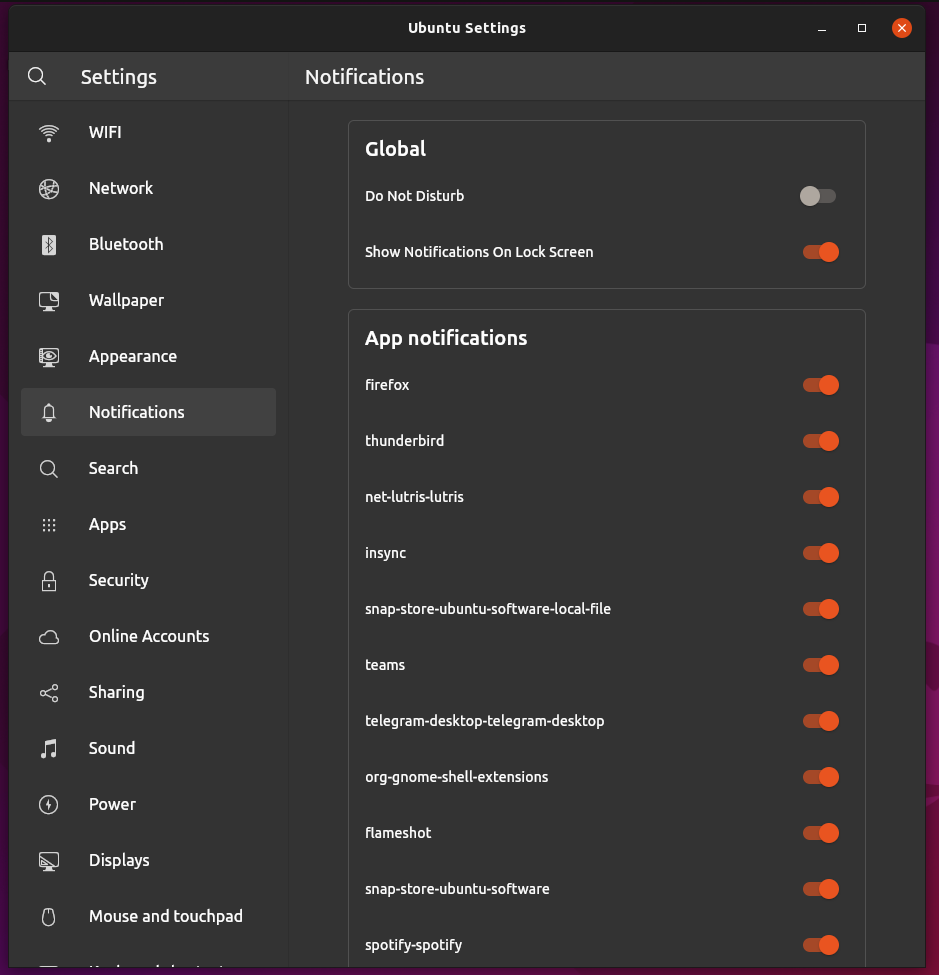 Ubuntu Settings
Settings
Notifications
WIFI
Network
Bluetooth
Wallpaper
Appearance
Notifications
Search
Apps
Security
Online Accounts
Sharing
Sound
Power
Displays
Mouse and touchpad
Global
Do Not Disturb
Show Notifications On Lock Screen
App notifications
firefox
thunderbird
net-lutris-lutris
insync
snap-store-ubuntu-software-local-file
teams
telegram-desktop-telegram-desktop
org-gnome-shell-extensions
flameshot
snap-store-ubuntu-software
spotify-spotify